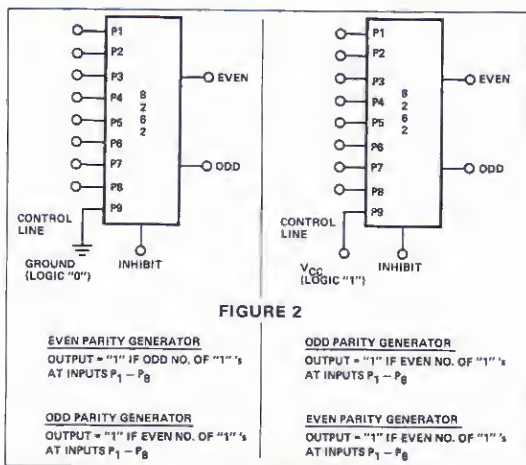 P1
P2
P3
P4
P5
P6
P7
P8
P9
8
2
6
2
EVEN
ODD
CONTROL
LINE
GROUND
(LOGIC "0")
INHIBIT
P1
P2
P3
P4
P5
P6
P7
P8
P9
8
2
6
2
EVEN
ODD
CONTROL
LINE
VCC
(LOGIC "1")
INHIBIT
FIGURE 2
EVEN PARITY GENERATOR
OUTPUT = "1" IF ODD NO. OF "1" 's
AT INPUTS P1 – P8
ODD PARITY GENERATOR
OUTPUT = "1" IF EVEN NO. OF "1" 's
AT INPUTS P1 – P8
ODD PARITY GENERATOR
OUTPUT = "1" IF EVEN NO. OF "1" 's
AT INPUTS P1 – P8
EVEN PARITY GENERATOR
OUTPUT = "1" IF EVEN NO. OF "1" 's
AT INPUTS P1 – P8